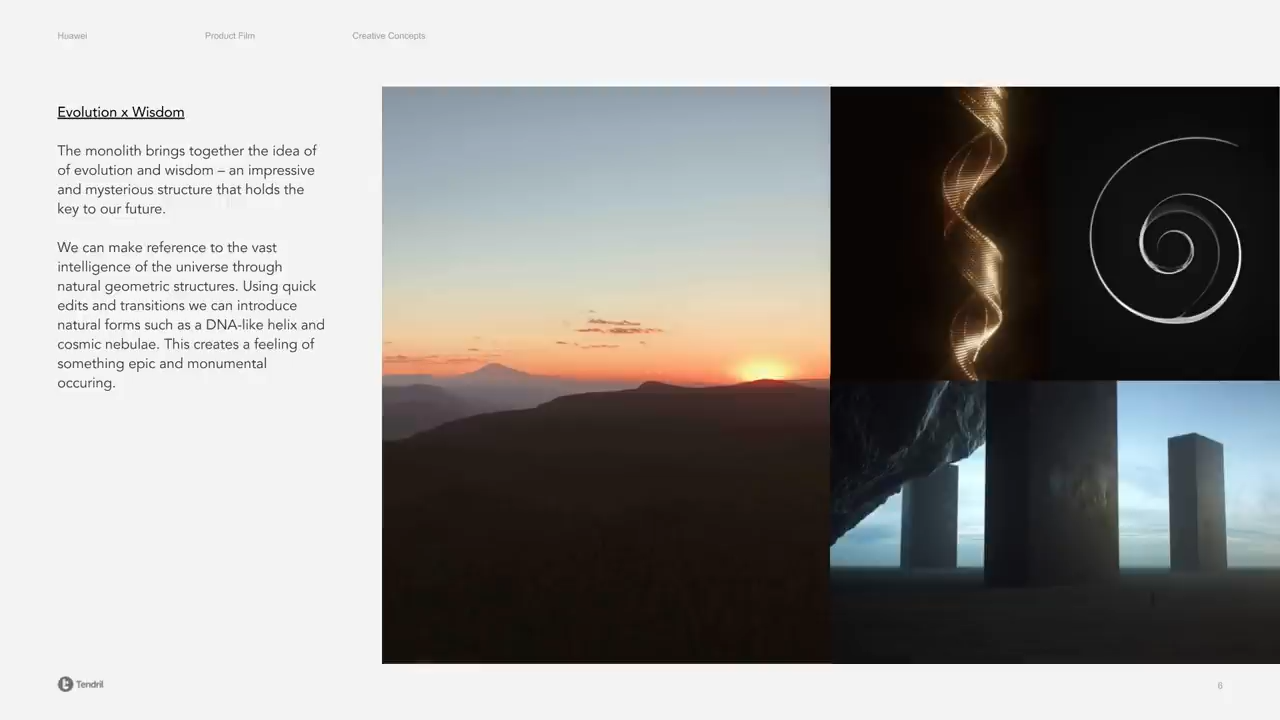 Huawei
Product Film
Creative Concepts
Evolution x Wisdom
The monolith brings together the idea of
of evolution and wisdom – an impressive
and mysterious structure that holds the
key to our future.
We can make reference to the vast
intelligence of the universe through
natural geometric structures. Using quick
edits and transitions we can introduce
natural forms such as a DNA-like helix and
cosmic nebulae. This creates a feeling of
something epic and monumental
occuring.
Tendril
8